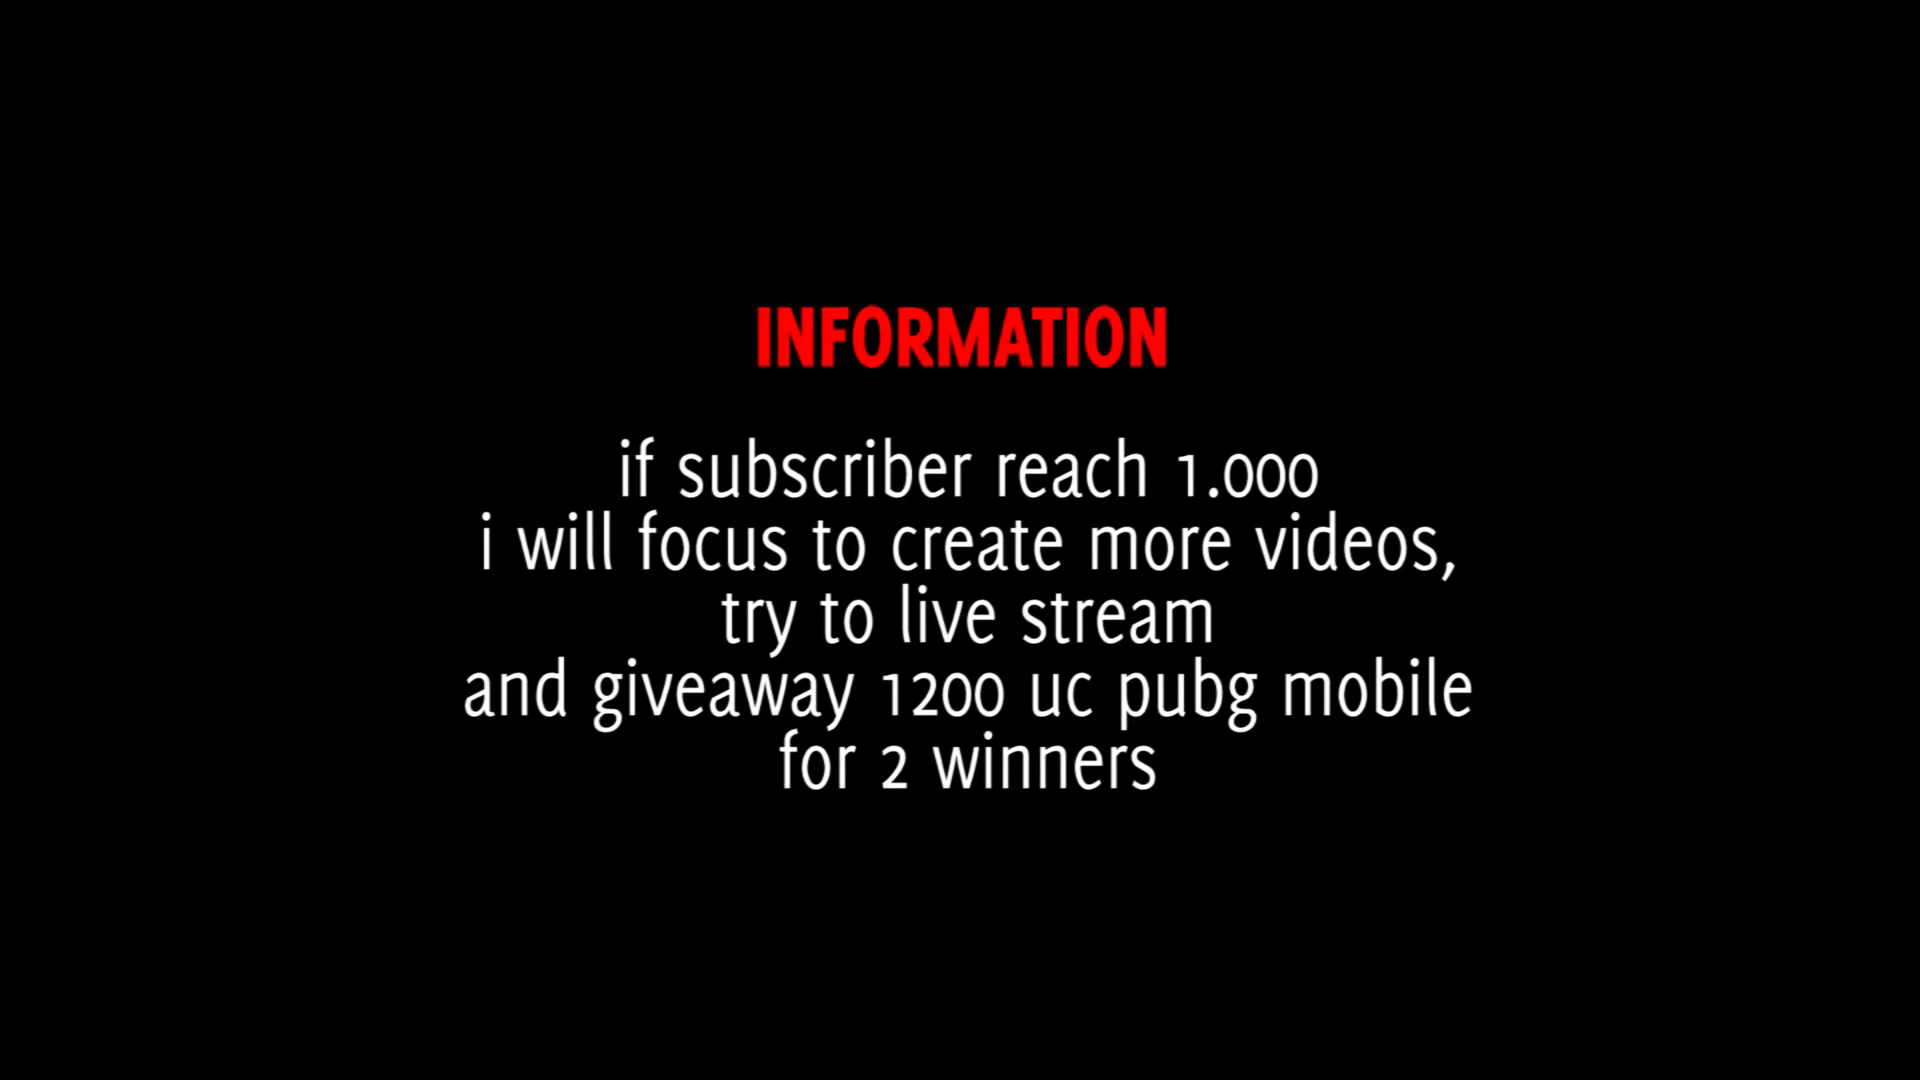 INFORMATION
if subscriber reach 1.000
i will focus to create more videos,
try to live stream
and giveaway 1200 uc pubg mobile
for 2 winners